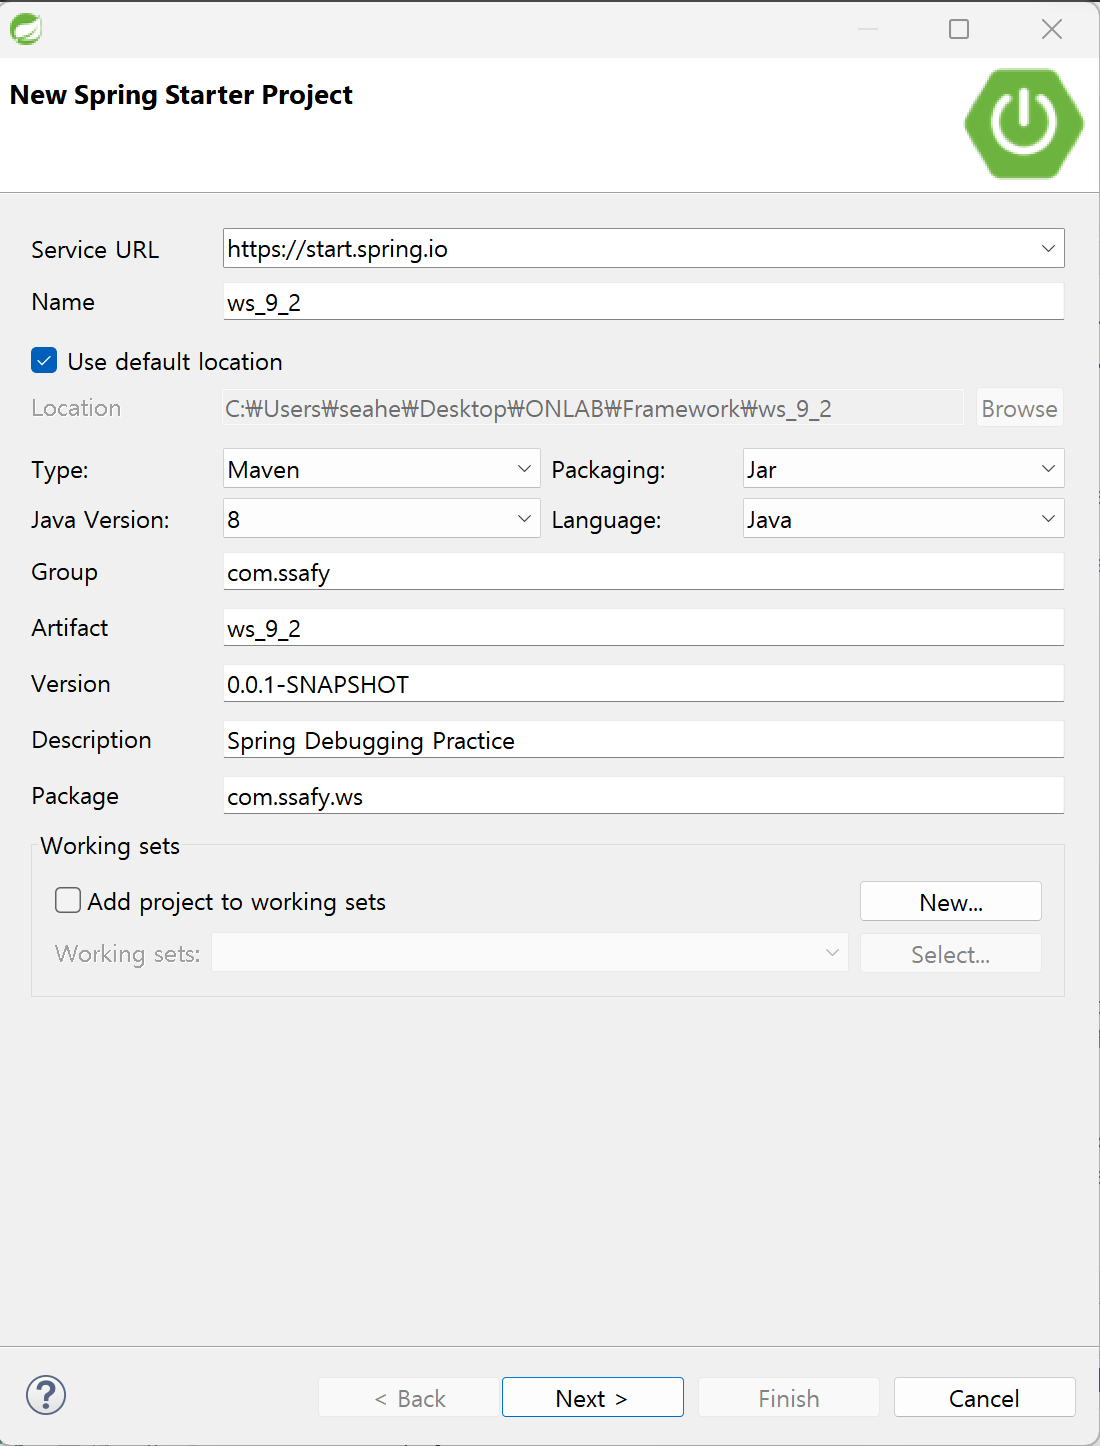 New Spring Starter Project
Service URL
https://start.spring.io
Name
ws_9_2
Use default location
Location
C:₩Users₩seahe₩Desktop₩ONLAB₩Framework₩ws_9_2
Browse
Type:
Maven
Packaging:
Jar
Java Version:
8
Language:
Java
Group
com.ssafy
Artifact
ws_9_2
Version
0.0.1-SNAPSHOT
Description
Spring Debugging Practice
Package
com.ssafy.ws
Working sets
Add project to working sets
New...
Working sets:
Select...
?
< Back
Next >
Finish
Cancel